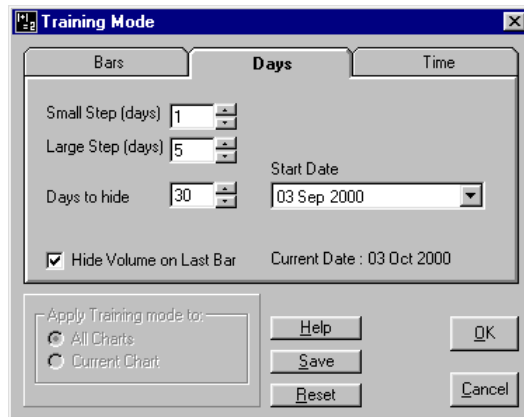 Training Mode
Bars Days Time
Small Step (days) 1
Large Step (days) 5
Start Date
Days to hide 30 03 Sep 2000
Hide Volume on Last Bar Current Date : 03 Oct 2000
Apply Training mode to:
All Charts
Current Chart
Help
Save
Reset
OK
Cancel